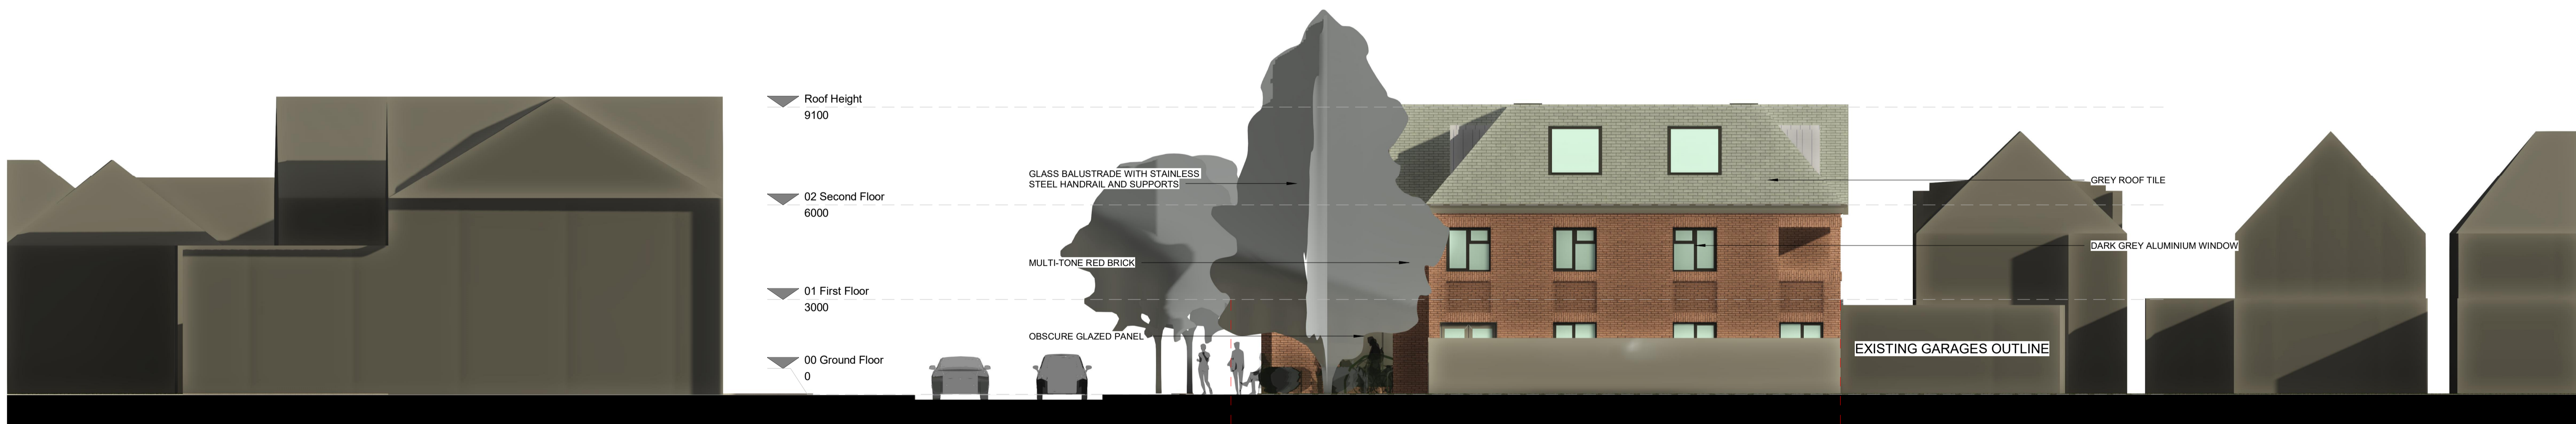 Roof Height
9100
02 Second Floor
6000
01 First Floor
3000
00 Ground Floor
0
GLASS BALUSTRADE WITH STAINLESS
STEEL HANDRAIL AND SUPPORTS
MULTI-TONE RED BRICK
OBSCURE GLAZED PANEL
GREY ROOF TILE
DARK GREY ALUMINIUM WINDOW
EXISTING GARAGES OUTLINE